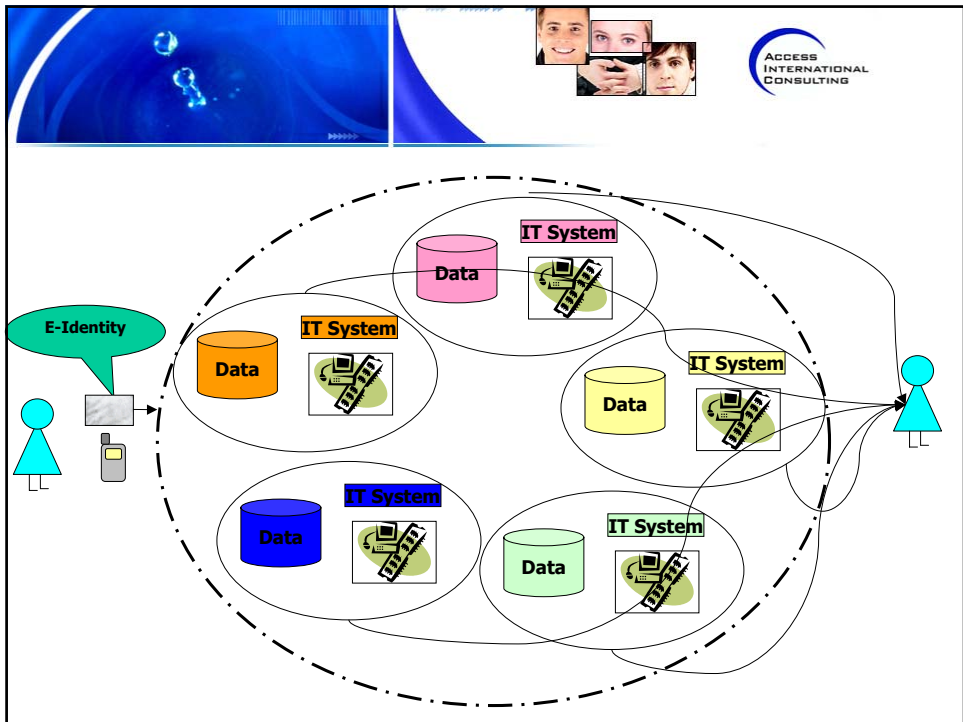 ACCESS
INTERNATIONAL
CONSULTING
IT System
Data
E-Identity
IT System
Data
IT System
Data
IT System
Data
IT System
Data